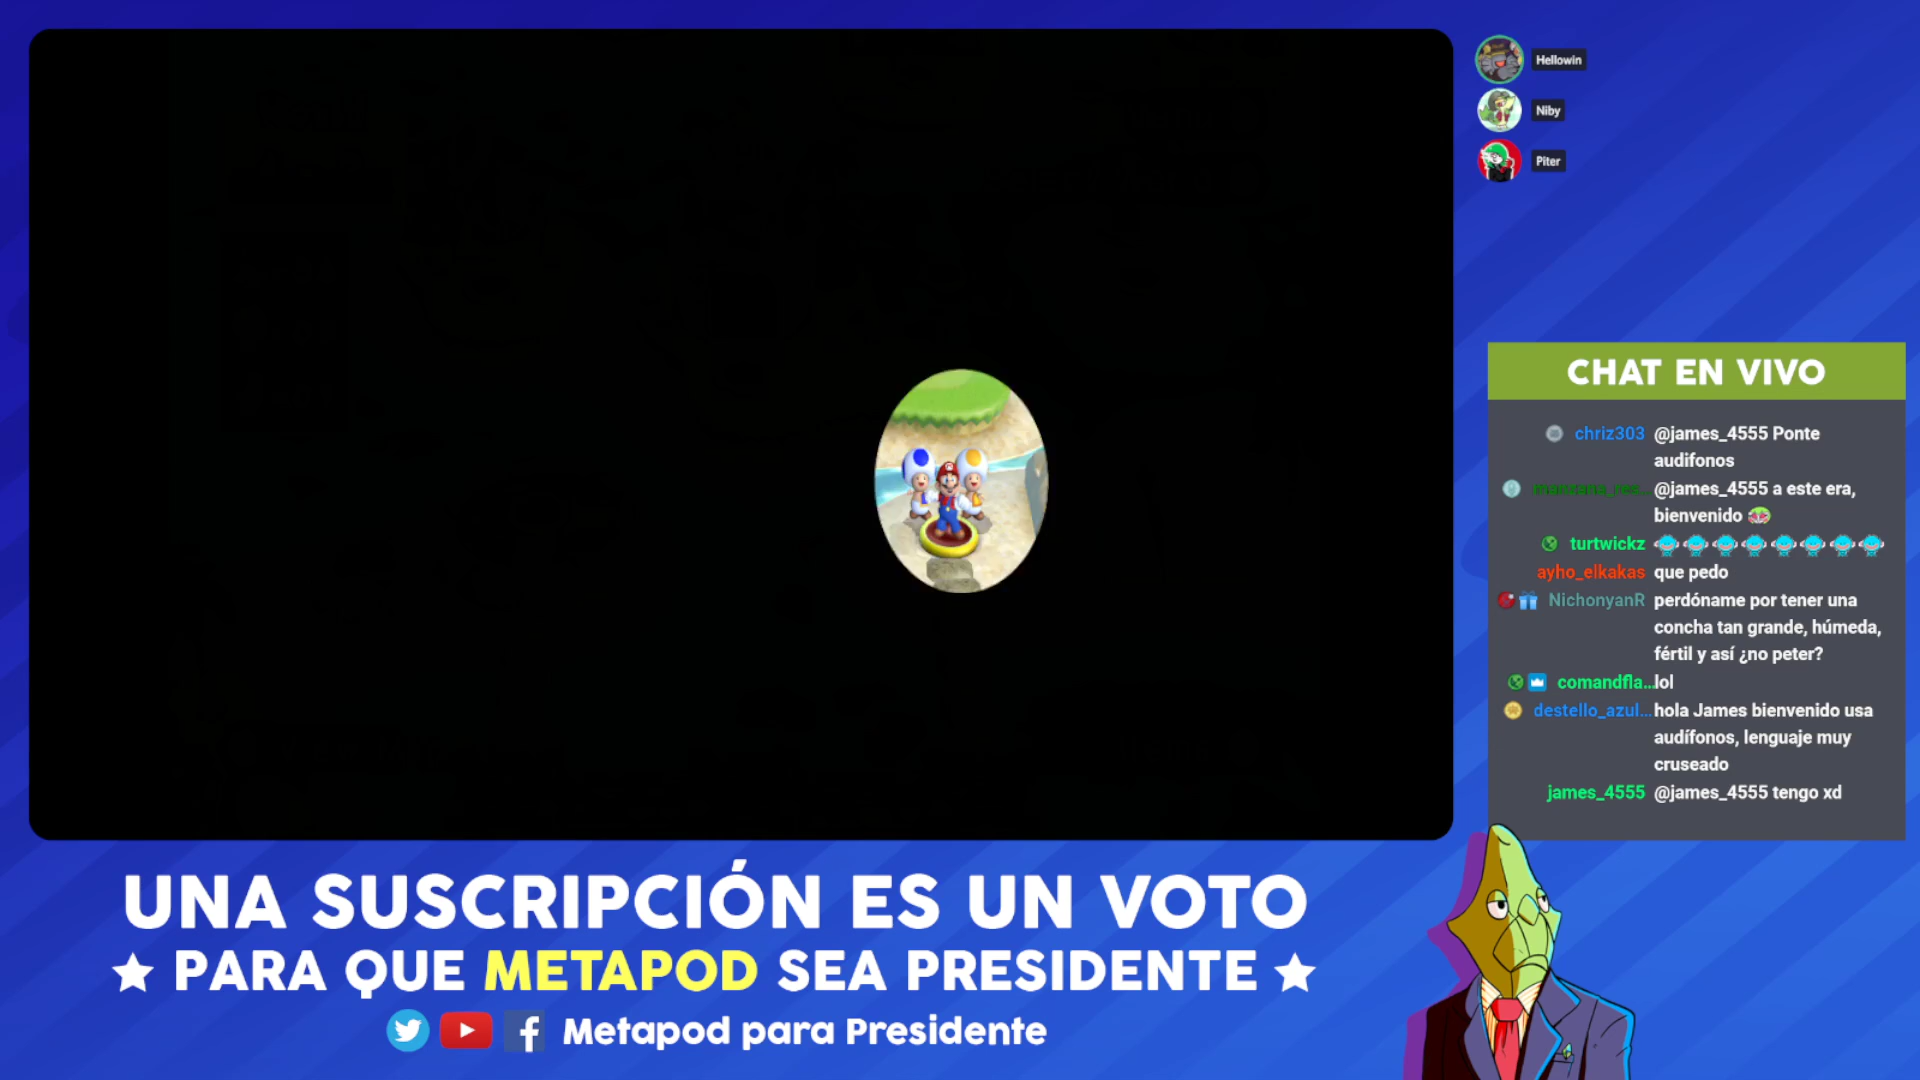 Hellowin
Niby
Piter
CHAT EN VIVO
chriz303 @james_4555 Ponte
audifonos
@james_4555 a este era,
bienvenido
turtwickz
ayho_elkakas que pedo
NichonyanR perdóname por tener una
concha tan grande, húmeda,
fértil y así ¿no peter?
comandfla... lol
destello_azul... hola James bienvenido usa
audífonos, lenguaje muy
cruseado
james_4555 @james_4555 tengo xd
UNA SUSCRIPCIÓN ES UN VOTO
PARA QUE METAPOD SEA PRESIDENTE
Metapod para Presidente